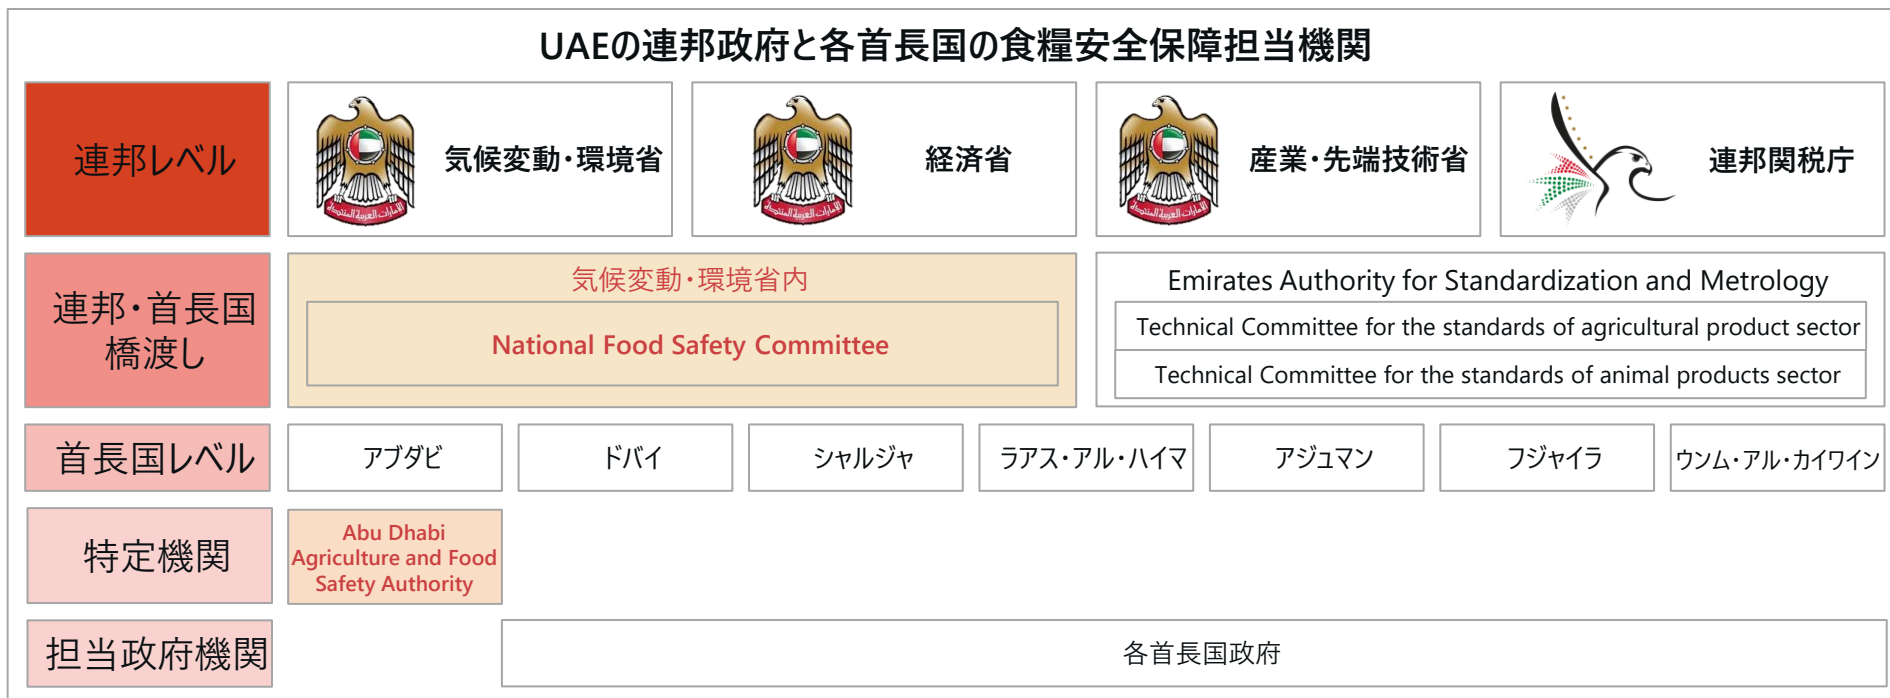 UAEの連邦政府と各首長国の食糧安全保障担当機関
連邦レベル
気候変動・環境省
経済省
産業・先端技術省
連邦関税庁
連邦・首長国
橋渡し
気候変動・環境省内
National Food Safety Committee
Emirates Authority for Standardization and Metrology
Technical Committee for the standards of agricultural product sector
Technical Committee for the standards of animal products sector
首長国レベル
アブダビ
ドバイ
シャルジャ
ラアス・アル・ハイマ
アジュマン
フジャイラ
ウンム・アル・カイワイン
特定機関
Abu Dhabi
Agriculture and Food
Safety Authority
担当政府機関
各首長国政府